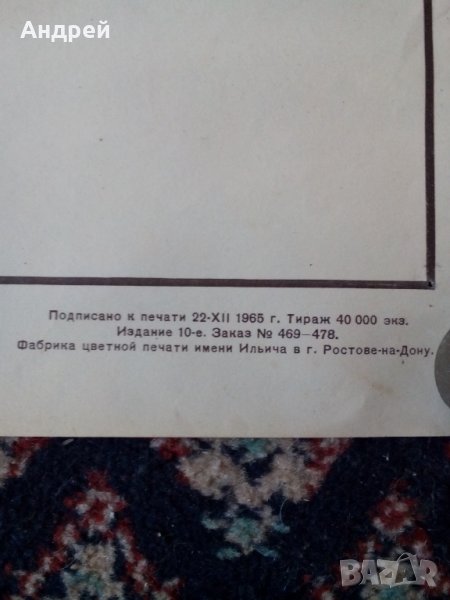 Андрей
Подписано к печати 22-XII 1965 г. Тираж 40 000 экз.
Издание 10-е. Заказ № 469—478.
Фабрика цветной печати имени Ильича в г. Ростове-на-Дону.
BAZAR